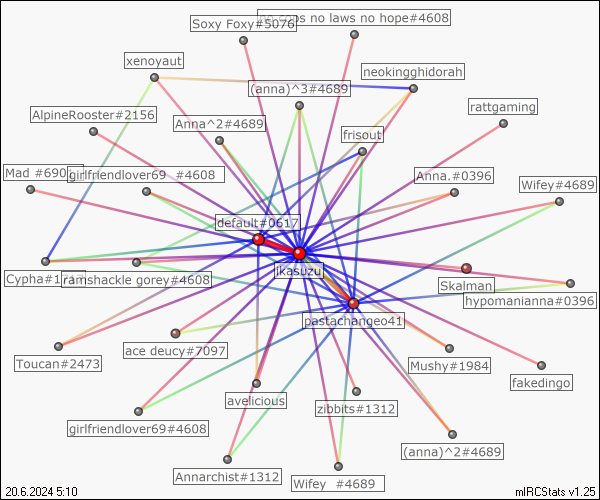 no cops no laws no hope#4608
Soxy Foxy#5076
xenoyaut
neokingghidorah
(anna)^3#4689
rattgaming
AlpineRooster#2156
Anna^2#4689
frisout
Mad #690
girlfriendlover69 #4608
Anna.#0396
Wifey#4689
default#0617
Cypha#1
ramshackle gorey#4608
ikasuzu
Skalman
hypomanianna#0396
pastachangeo41
Toucan#2473
ace deucy#7097
Mushy#1984
fakedingo
avelicious
zibbits#1312
girlfriendlover69#4608
(anna)^2#4689
Annarchist#1312
Wifey #4689
20.6.2024 5:10
mIRCStats v1.25